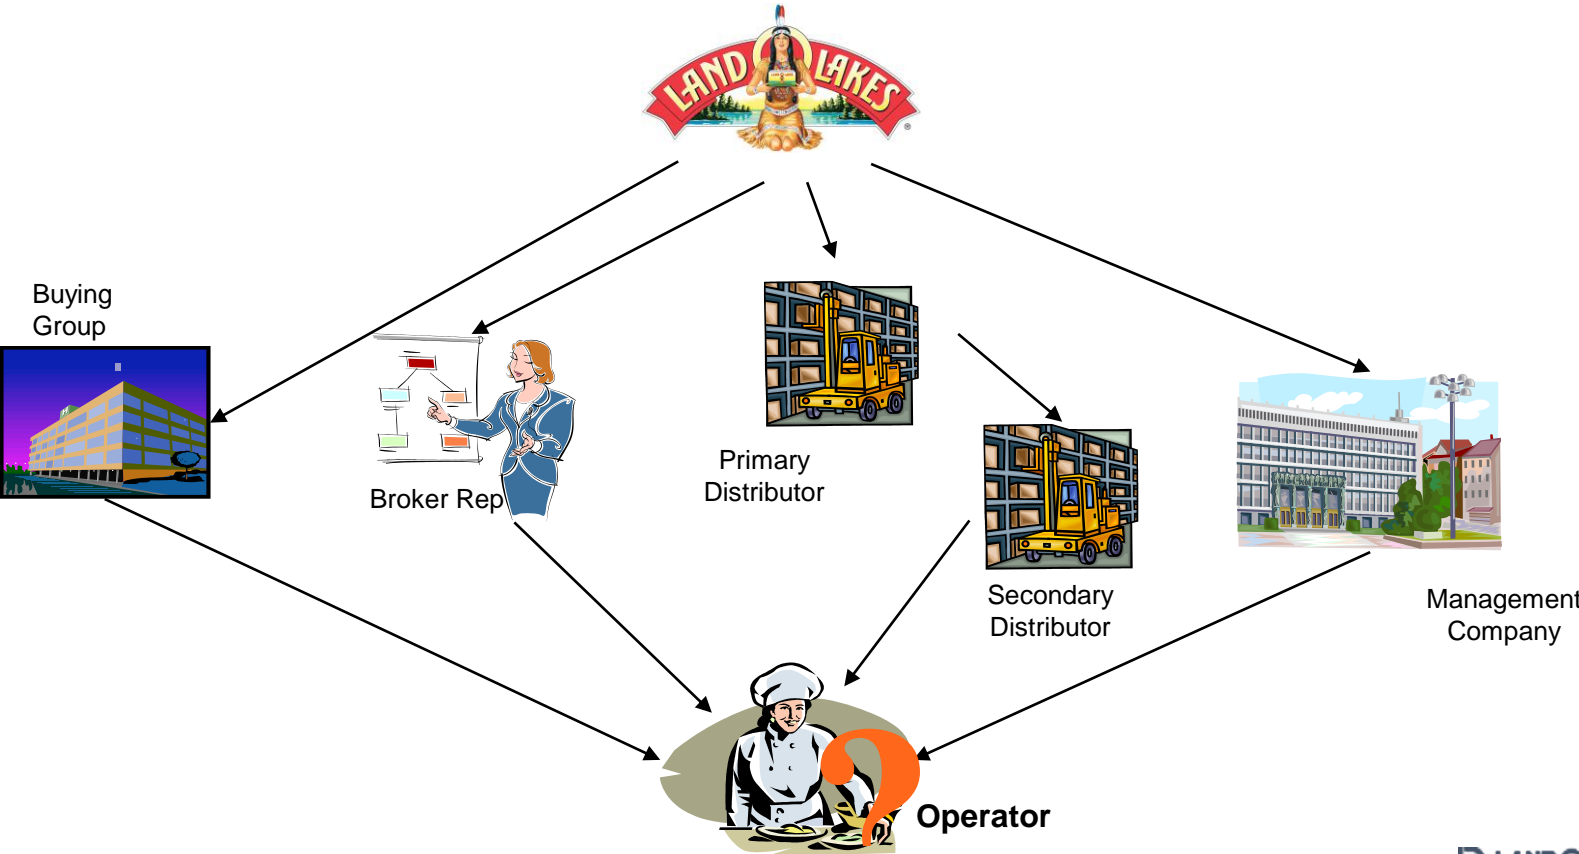 LAND O LAKES
®
Buying
Group
Broker Rep
Primary
Distributor
Secondary
Distributor
Management
Company
Operator